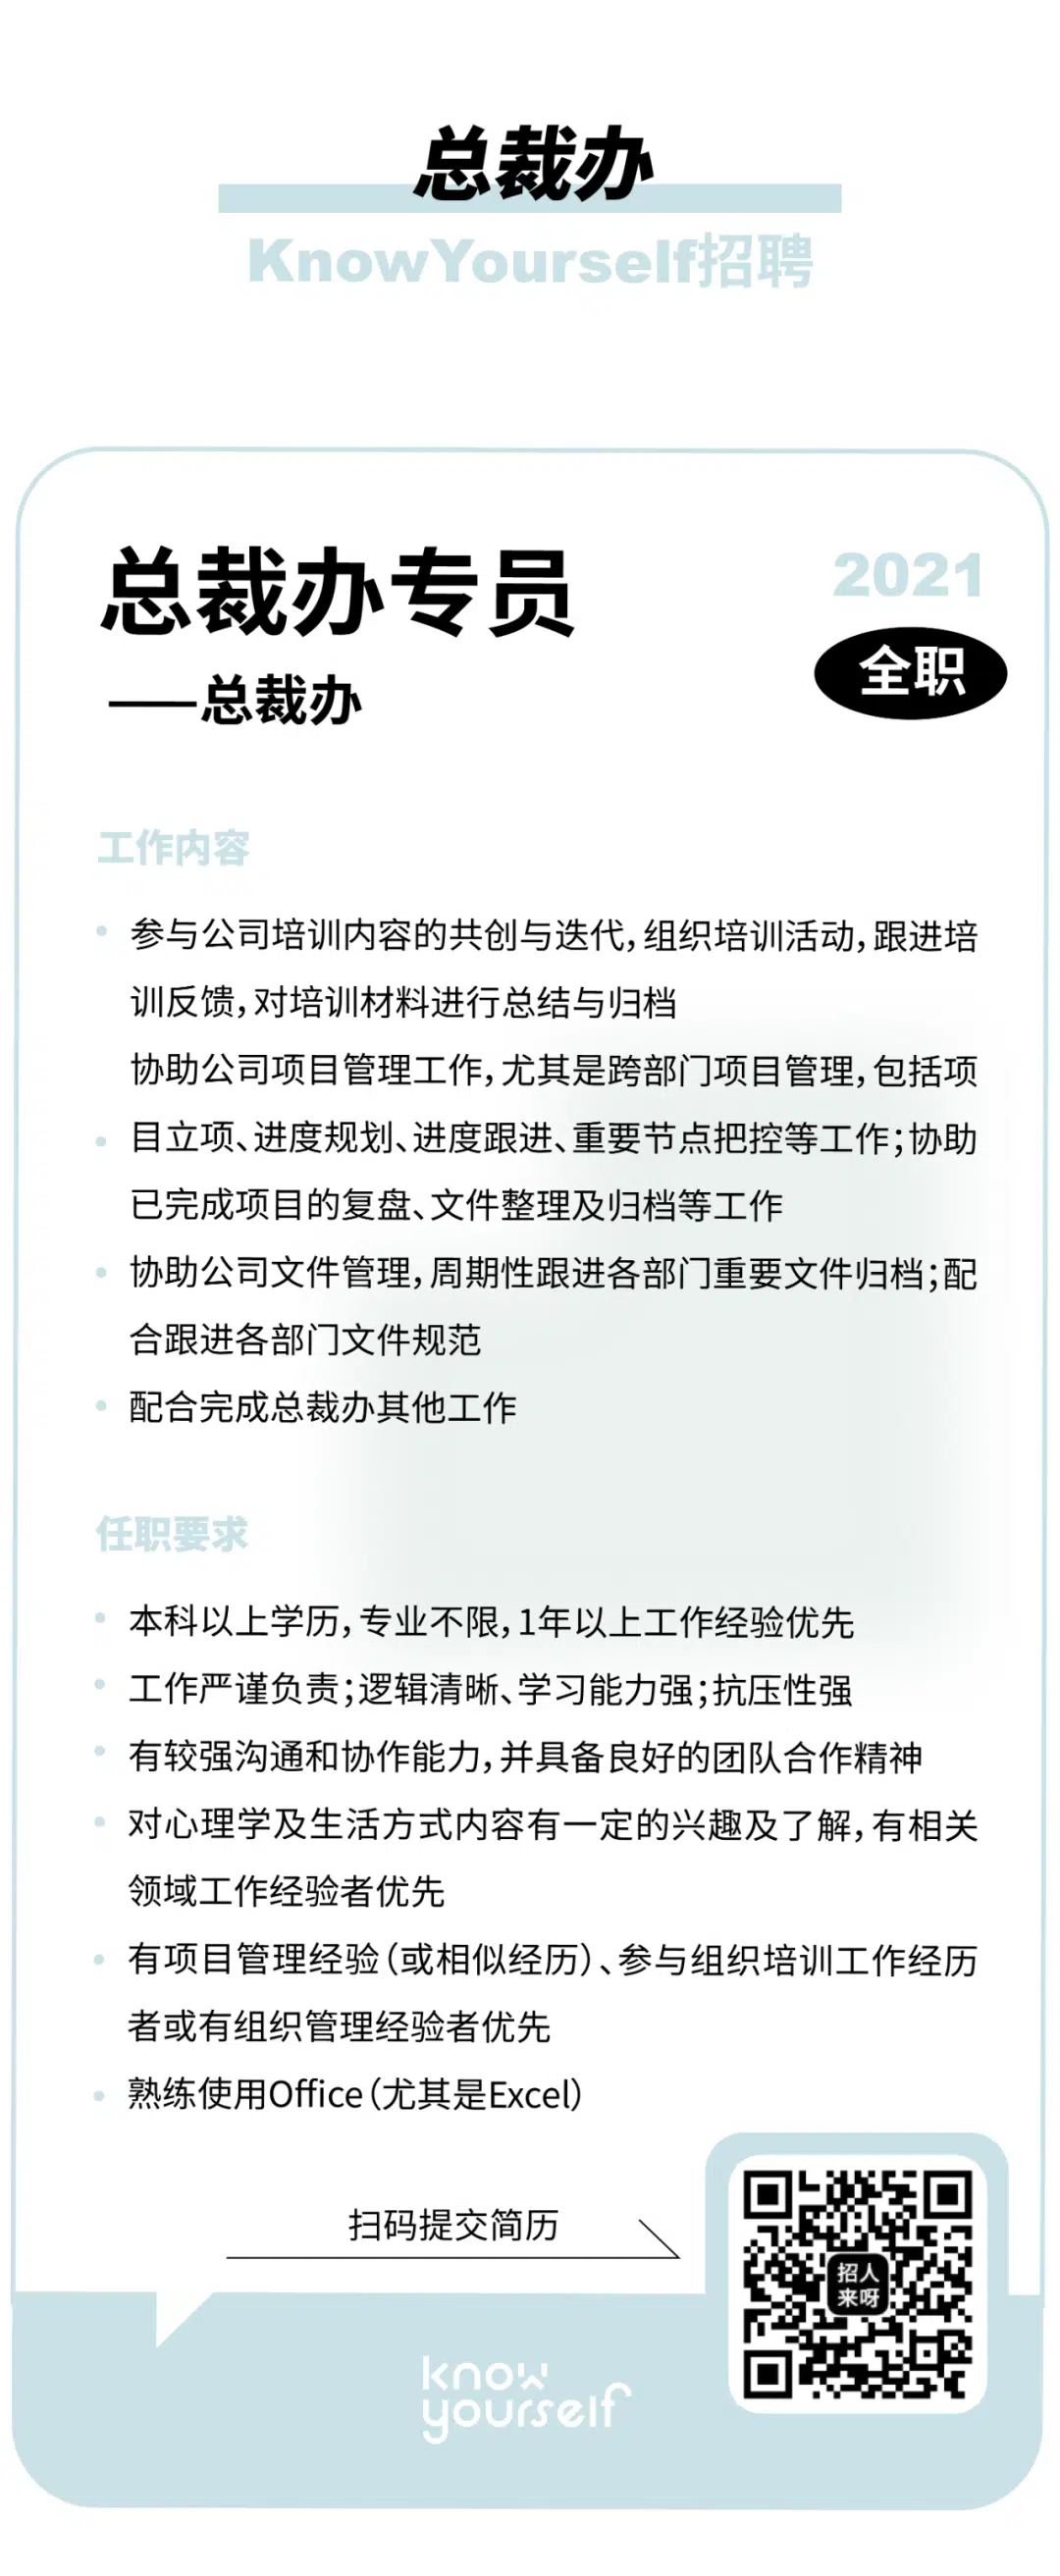 总裁办
KnowYourself招聘
总裁办专员
2021
全职
——总裁办
工作内容
参与公司培训内容的共创与迭代，组织培训活动，跟进培
训反馈，对培训材料进行总结与归档
协助公司项目管理工作，尤其是跨部门项目管理，包括项
目立项、进度规划、进度跟进、重要节点把控等工作；协助
已完成项目的复盘、文件整理及归档等工作
协助公司文件管理，周期性跟进各部门重要文件归档；配
合跟进各部门文件规范
配合完成总裁办其他工作
任职要求
本科以上学历，专业不限，1年以上工作经验优先
工作严谨负责；逻辑清晰、学习能力强；抗压性强
有较强沟通和协作能力，并具备良好的团队合作精神
对心理学及生活方式内容有一定的兴趣及了解，有相关
领域工作经验者优先
有项目管理经验（或相似经历）、参与组织培训工作经历
者或有组织管理经验者优先
熟练使用Office（尤其是Excel）
扫码提交简历
招人
来呀
know
yourself